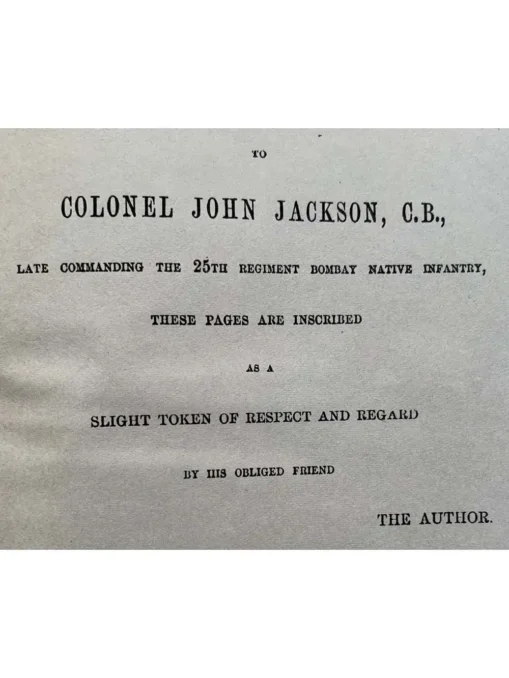 TO
COLONEL JOHN JACKSON, C.B.,
LATE COMMANDING THE 25TH REGIMENT BOMBAY NATIVE INFANTRY,
THESE PAGES ARE INSCRIBED
AS A
SLIGHT TOKEN OF RESPECT AND REGARD
BY HIS OBLIGED FRIEND
THE AUTHOR.